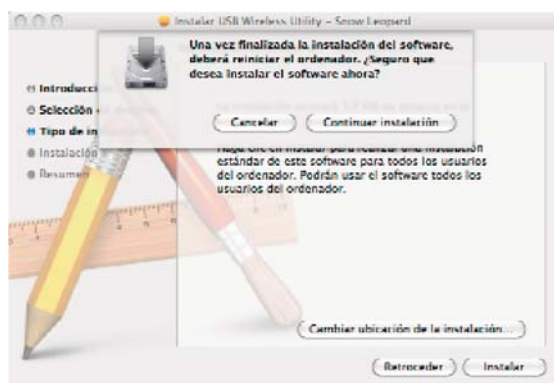 Instalar USB Wireless Utility – Snow Leopard
Una vez finalizada la instalación del software,
deberá reiniciar el ordenador. ¿Seguro que
desea instalar el software ahora?
Cancelar
Continuar instalación
Introducci
Selección
Tipo de in
Instalación
Resumen
Haga clic en Instalar para realizar una instalación
estándar de este software para todos los usuarios
del ordenador. Podrán usar el software todos los
usuarios del ordenador.
Cambiar ubicación de la instalación...
Retroceder
Instalar